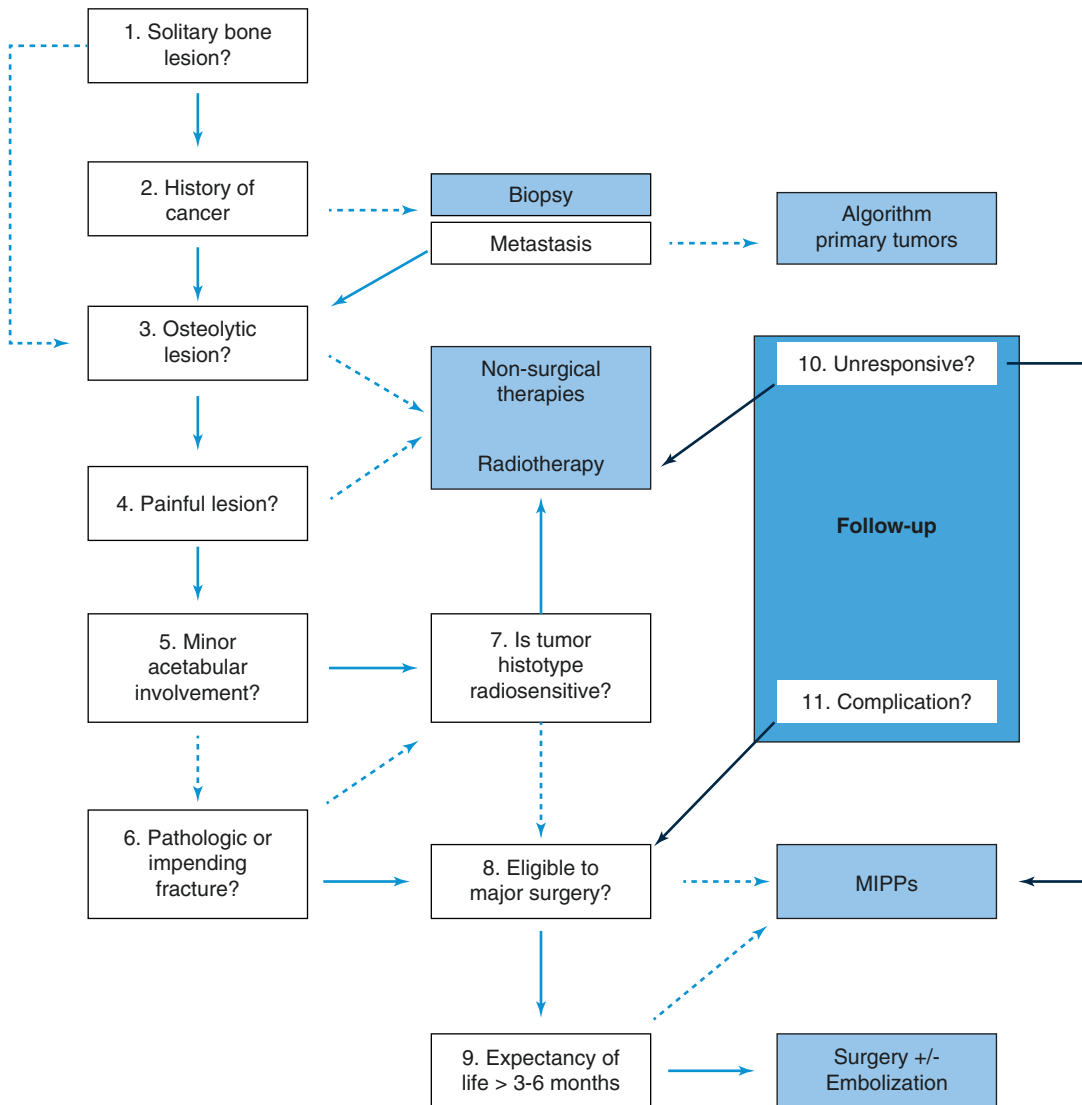 1. Solitary bone
lesion?
2. History of
cancer
Biopsy
Metastasis
Algorithm
primary tumors
3. Osteolytic
lesion?
Non-surgical
therapies
Radiotherapy
10. Unresponsive?
4. Painful lesion?
Follow-up
5. Minor
acetabular
involvement?
7. Is tumor
histotype
radiosensitive?
11. Complication?
6. Pathologic or
impending
fracture?
8. Eligible to
major surgery?
MIPPs
9. Expectancy of
life > 3-6 months
Surgery +/-
Embolization